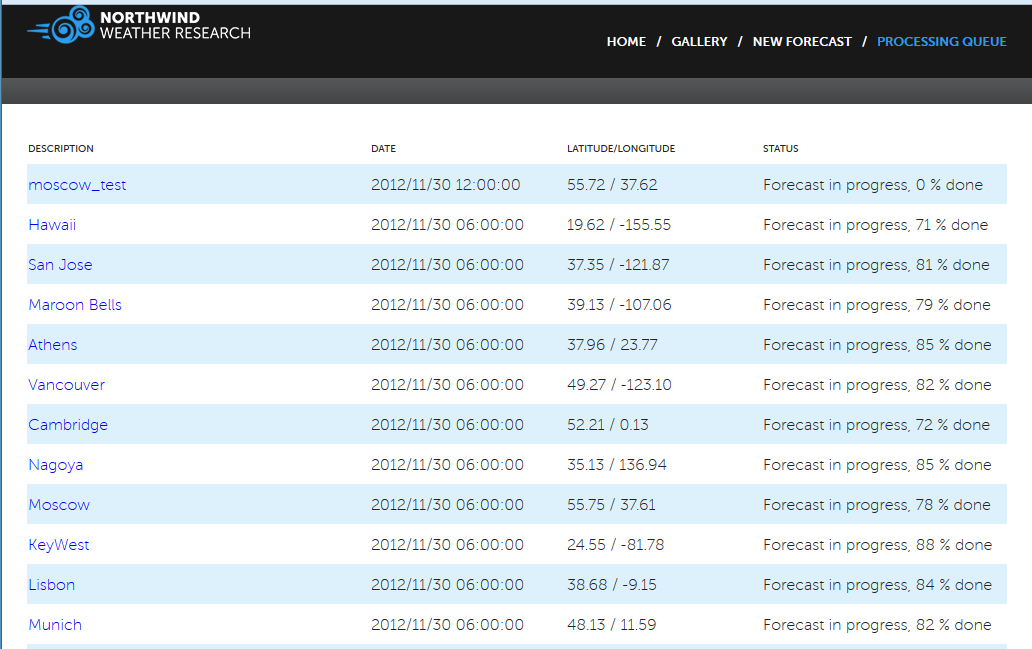 NORTHWIND
WEATHER RESEARCH
HOME / GALLERY / NEW FORECAST / PROCESSING QUEUE
DESCRIPTION DATE LATITUDE/LONGITUDE STATUS
moscow_test 2012/11/30 12:00:00 55.72 / 37.62 Forecast in progress, 0 % done
Hawaii 2012/11/30 06:00:00 19.62 / -155.55 Forecast in progress, 71 % done
San Jose 2012/11/30 06:00:00 37.35 / -121.87 Forecast in progress, 81 % done
Maroon Bells 2012/11/30 06:00:00 39.13 / -107.06 Forecast in progress, 79 % done
Athens 2012/11/30 06:00:00 37.96 / 23.77 Forecast in progress, 85 % done
Vancouver 2012/11/30 06:00:00 49.27 / -123.10 Forecast in progress, 82 % done
Cambridge 2012/11/30 06:00:00 52.21 / 0.13 Forecast in progress, 72 % done
Nagoya 2012/11/30 06:00:00 35.13 / 136.94 Forecast in progress, 85 % done
Moscow 2012/11/30 06:00:00 55.75 / 37.61 Forecast in progress, 78 % done
KeyWest 2012/11/30 06:00:00 24.55 / -81.78 Forecast in progress, 88 % done
Lisbon 2012/11/30 06:00:00 38.68 / -9.15 Forecast in progress, 84 % done
Munich 2012/11/30 06:00:00 48.13 / 11.59 Forecast in progress, 82 % done